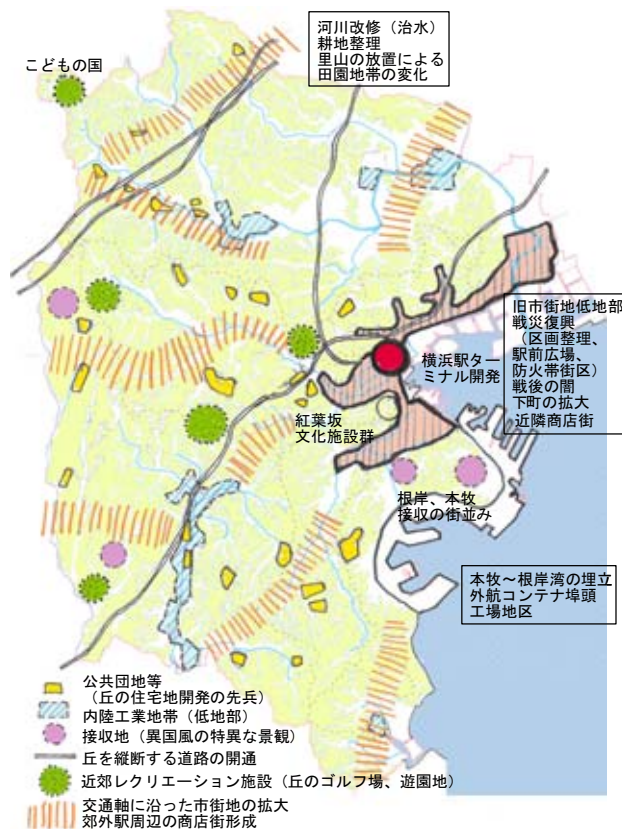 河川改修（治水）
耕地整理
里山の放置による
田園地帯の変化
こどもの国
旧市街地低地部
戦災復興
（区画整理、
駅前広場、
防火帯街区）
戦後の闇
下町の拡大
近隣商店街
横浜駅ター
ミナル開発
紅葉坂
文化施設群
根岸、本牧
接収の街並み
本牧～根岸湾の埋立
外航コンテナ埠頭
工場地区
公共団地等
（丘の住宅地開発の先兵）
内陸工業地帯（低地部）
接収地（異国風の特異な景観）
丘を縦断する道路の開通
近郊レクリエーション施設（丘のゴルフ場、遊園地）
交通軸に沿った市街地の拡大
郊外駅周辺の商店街形成